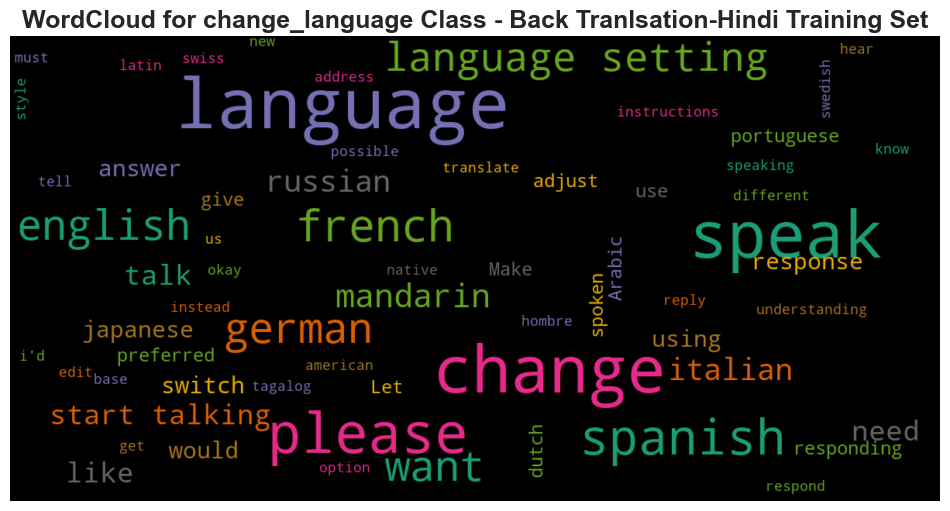 WordCloud for change_language Class - Back Tranlsation-Hindi Training Set
new
must
latin
swiss
language setting
hear
style
address
swedish
language
instructions
portuguese
possible
know
answer
translate
speaking
tell
russian
adjust
use
give
different
english
french
speak
us
talk
okay
native
Make
Arabic
response
mandarin
spoken
reply
instead
understanding
japanese
german
hombre
using
i'd
preferred
edit
base
american
change
italian
switch
tagalog
Let
start talking
please
spanish
need
get
would
dutch
responding
like
option
want
respond